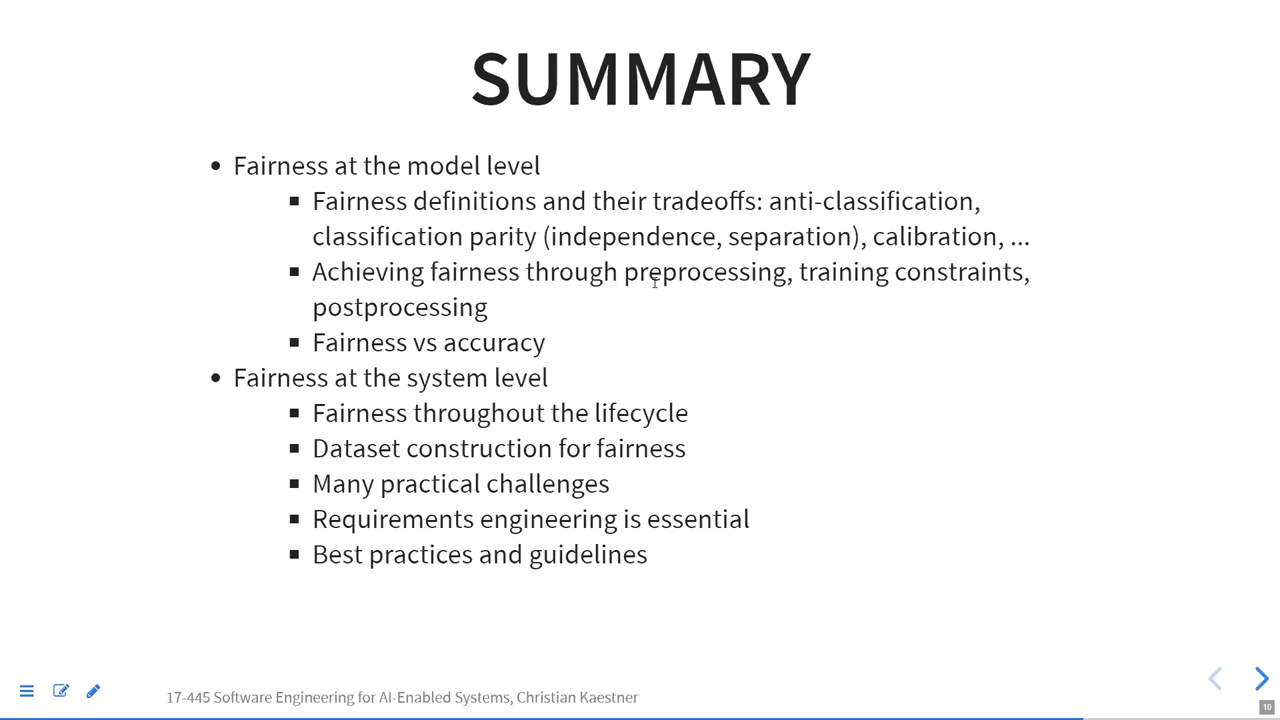 SUMMARY
• Fairness at the model level
▪ Fairness definitions and their tradeoffs: anti-classification,
classification parity (independence, separation), calibration, ...
▪ Achieving fairness through preprocessing, training constraints,
postprocessing
▪ Fairness vs accuracy
• Fairness at the system level
▪ Fairness throughout the lifecycle
▪ Dataset construction for fairness
▪ Many practical challenges
▪ Requirements engineering is essential
▪ Best practices and guidelines
17-445 Software Engineering for AI-Enabled Systems, Christian Kaestner
10